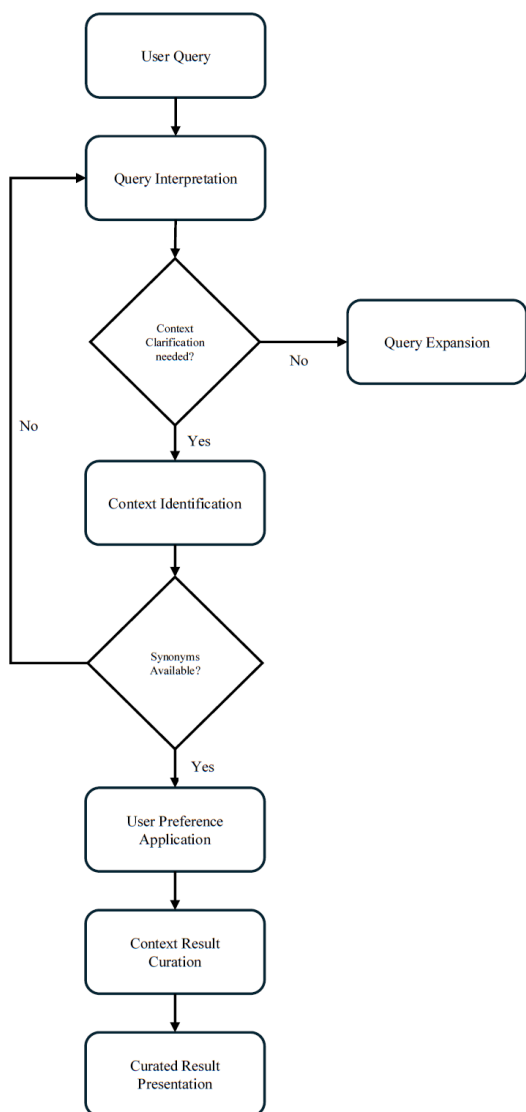 User Query
Query Interpretation
Context
Clarification
needed?
No
Query Expansion
No
Yes
Context Identification
Synonyms
Available?
Yes
User Preference
Application
Context Result
Curation
Curated Result
Presentation